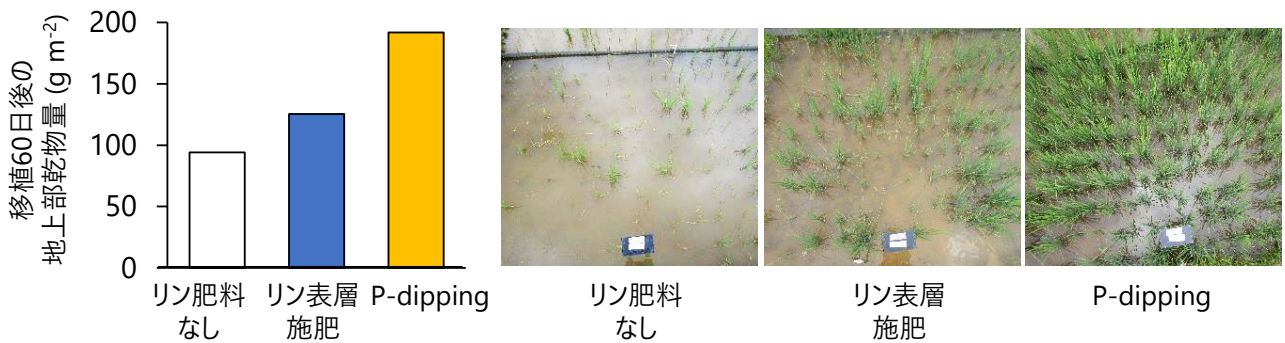 移植60日後の
地上部乾物量 (g m-2)
200
150
100
50
0
リン肥料
なし
リン表層
施肥
P-dipping
リン肥料
なし
リン表層
施肥
P-dipping